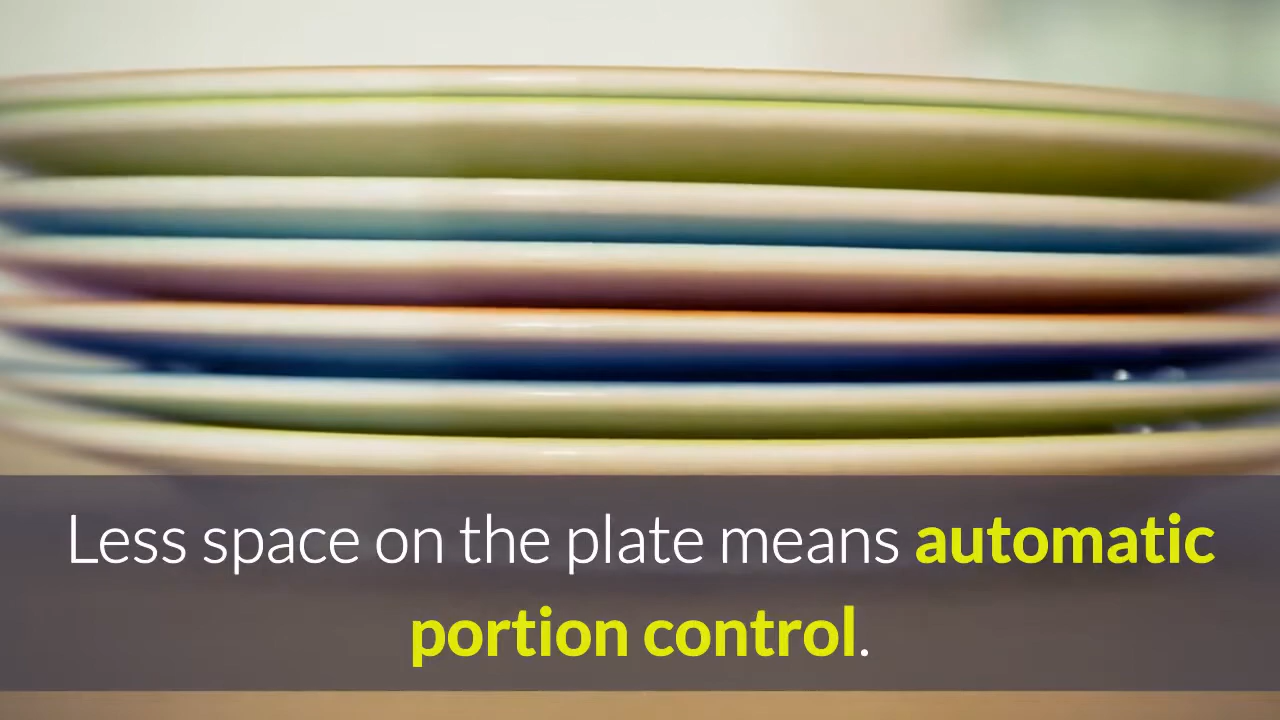 Less space on the plate means automatic
portion control.